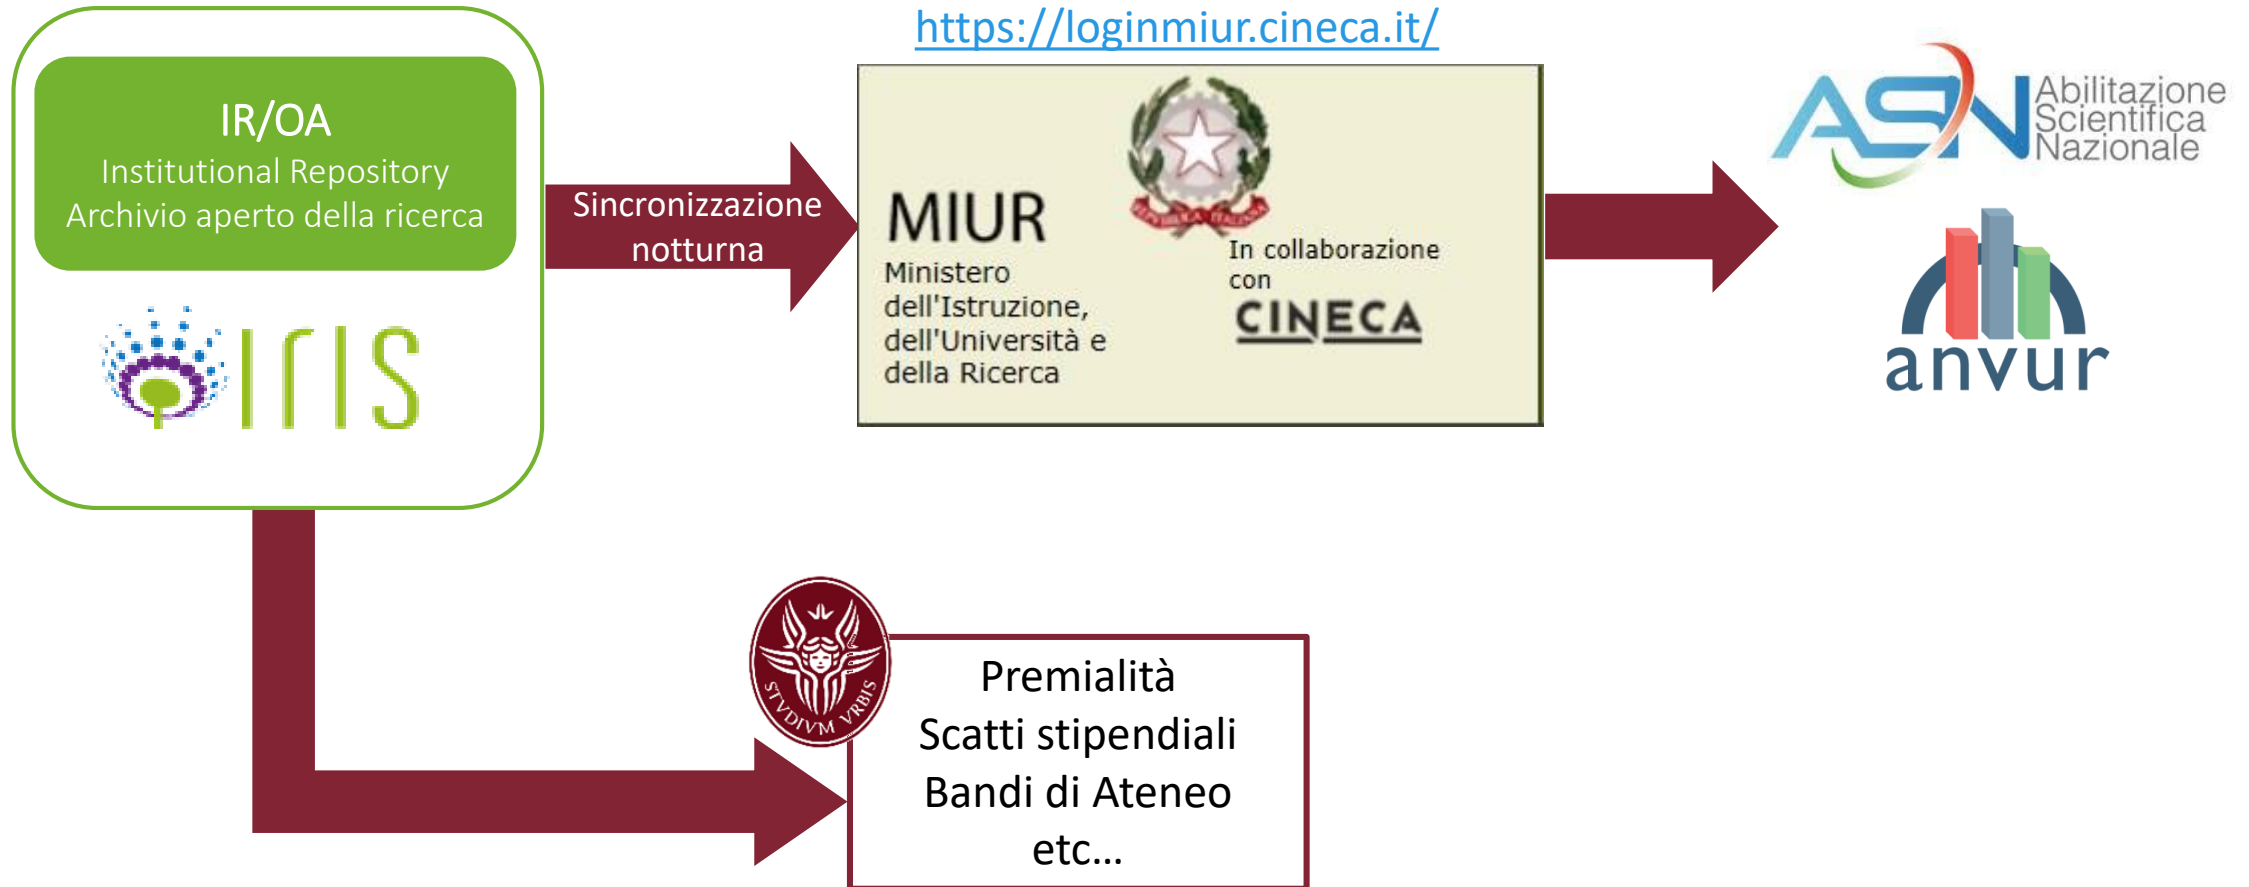 https://loginmiur.cineca.it/
IR/OA
Institutional Repository
Archivio aperto della ricerca
IRIS
Sincronizzazione
notturna
MIUR
Ministero
dell'Istruzione,
dell'Università e
della Ricerca
REPVBBLICA ITALIANA
In collaborazione
con
CINECA
ASN
Abilitazione
Scientifica
Nazionale
anvur
STVDIVM VRBIS
Premialità
Scatti stipendiali
Bandi di Ateneo
etc…